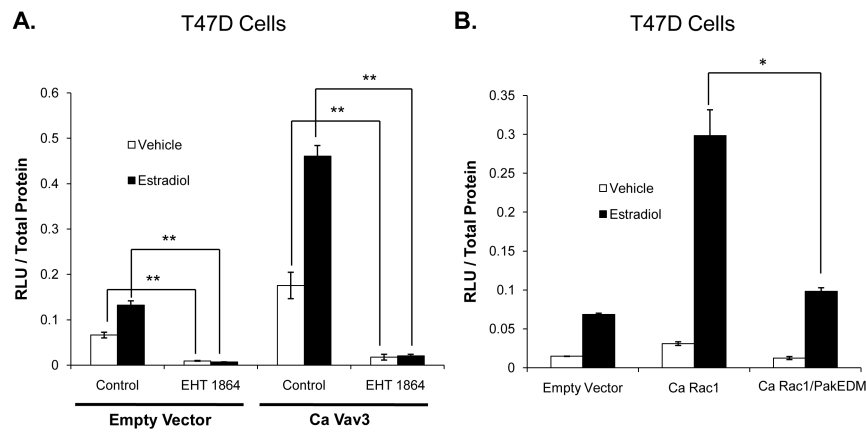 A.
T47D Cells
RLU / Total Protein
0.6
0.5
0.4
0.3
0.2
0.1
0
Vehicle
Estradiol
**
**
**
**
Control
EHT 1864
Control
EHT 1864
Empty Vector
Ca Vav3
B.
T47D Cells
RLU / Total Protein
0.35
0.3
0.25
0.2
0.15
0.1
0.05
0
Vehicle
Estradiol
*
Empty Vector
Ca Rac1
Ca Rac1/PakEDM